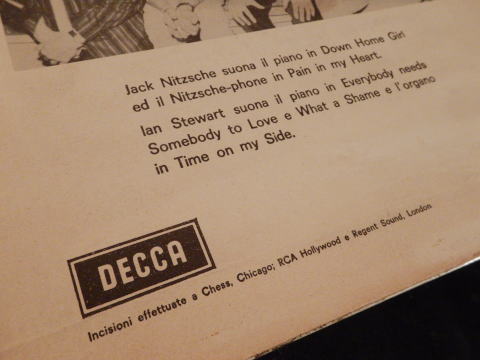 Jack Nitzsche suona il piano in Down Home Girl
ed il Nitzsche-phone in Pain in my Heart.
Ian Stewart suona il piano in Everybody needs
Somebody to Love e What a Shame e l'organo
in Time on my Side.
DECCA
Incisioni effettuate a Chess, Chicago; RCA Hollywood e Regent Sound, London